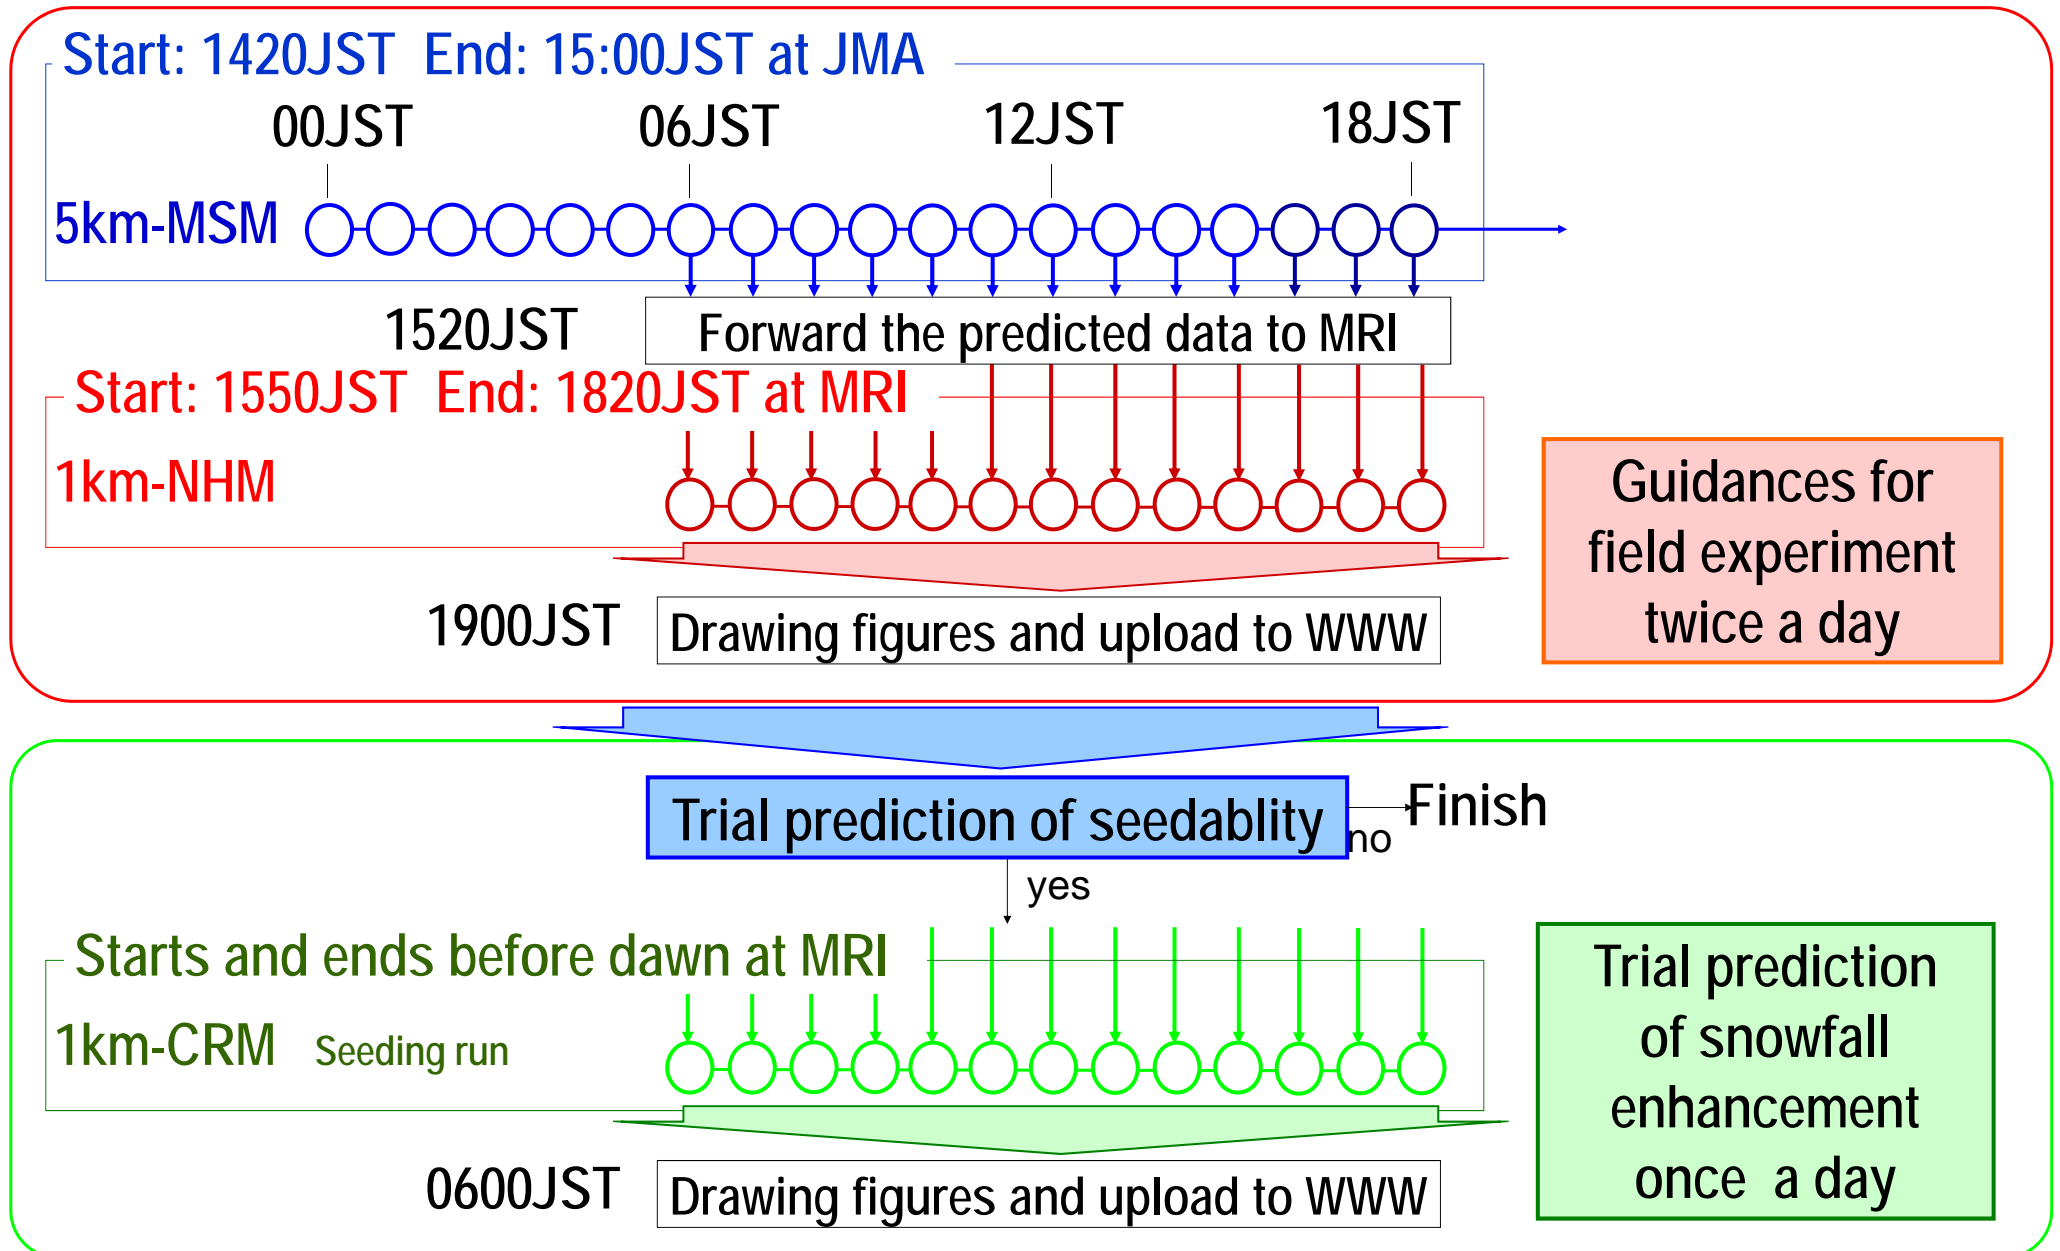 Start: 1420JST End: 15:00JST at JMA
00JST 06JST 12JST 18JST
5km-MSM
1520JST Forward the predicted data to MRI
Start: 1550JST End: 1820JST at MRI
1km-NHM
Guidances for
field experiment
twice a day
1900JST Drawing figures and upload to WWW
Trial prediction of seedablity
no
Finish
yes
Starts and ends before dawn at MRI
1km-CRM Seeding run
Trial prediction
of snowfall
enhancement
once a day
0600JST Drawing figures and upload to WWW